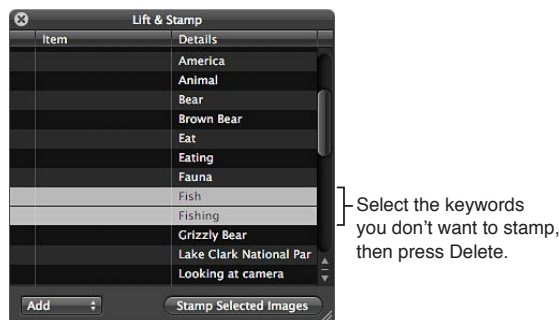 Lift & Stamp
Item Details
America
Animal
Bear
Brown Bear
Eat
Eating
Fauna
Fish
Fishing
Grizzly Bear
Lake Clark National Par
Looking at camera
Add Stamp Selected Images
Select the keywords
you don't want to stamp,
then press Delete.